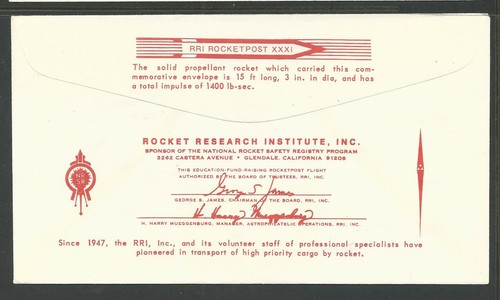 RRI ROCKETPOST XXXI
The solid propellant rocket which carried this com-
memorative envelope is 15 ft long, 3 in. in dia, and has
a total impulse of 1400 lb-sec.
ROCKET RESEARCH INSTITUTE, INC.
SPONSOR OF THE NATIONAL ROCKET SAFETY REGISTRY PROGRAM
3262 CASTERA AVENUE • GLENDALE, CALIFORNIA 91208
THIS EDUCATION-FUND-RAISING ROCKETPOST FLIGHT
AUTHORIZED BY THE BOARD OF TRUSTEES, RRI, INC.
George S. James
GEORGE S. JAMES, CHAIRMAN OF THE BOARD, RRI, INC.
H. Harry Mueggenburg
H. HARRY MUEGGENBURG, MANAGER, ASTROPHILATELIC OPERATIONS, RRI, INC.
Since 1947, the RRI, Inc., and its volunteer staff of professional specialists have
pioneered in transport of high priority cargo by rocket.